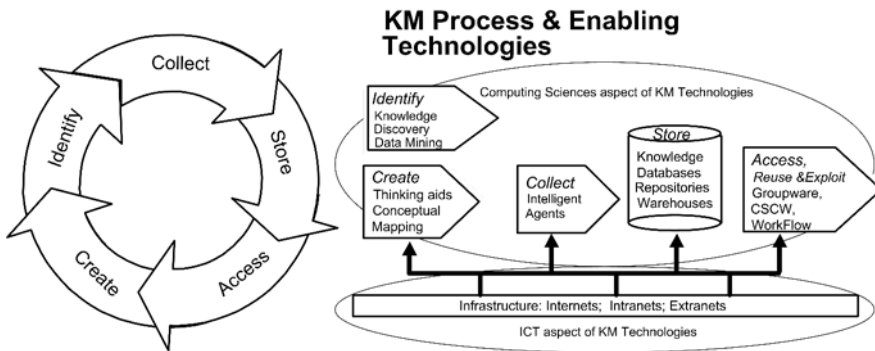 KM Process & Enabling
Technologies
Collect
Store
Access
Create
Identify
Computing Sciences aspect of KM Technologies
Identify
Knowledge
Discovery
Data Mining
Create
Thinking aids
Conceptual
Mapping
Collect
Intelligent
Agents
Store
Knowledge
Databases
Repositories
Warehouses
Access,
Reuse &Exploit
Groupware,
CSCW,
WorkFlow
Infrastructure: Internets; Intranets; Extranets
ICT aspect of KM Technologies